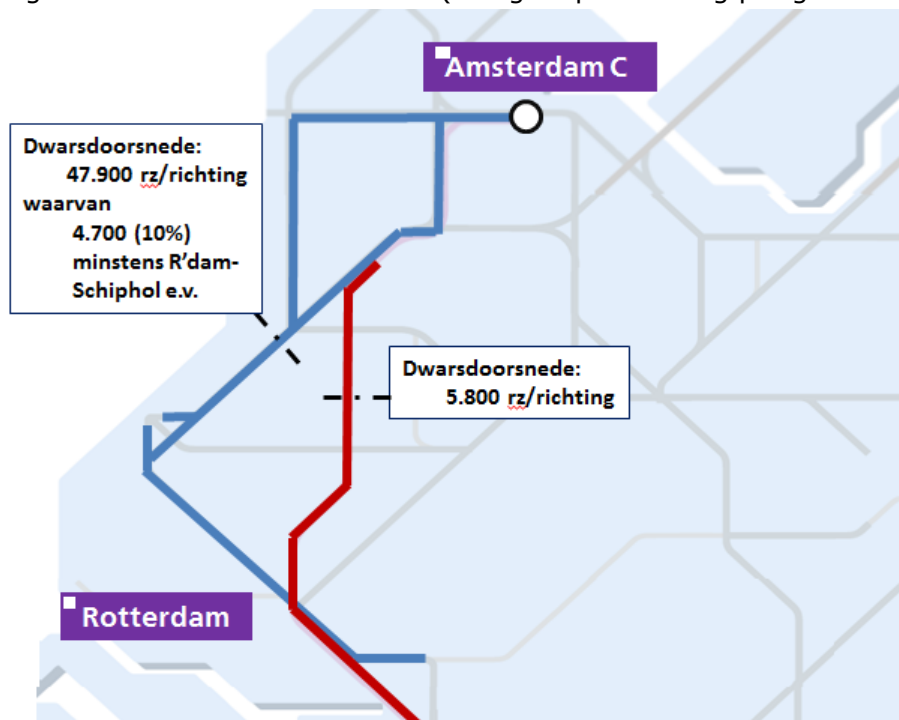 Amsterdam C
Dwarsdoorsnede:
47.900 rz/richting
waarvan
4.700 (10%)
minstens R'dam-
Schiphol e.v.
Dwarsdoorsnede:
5.800 rz/richting
Rotterdam